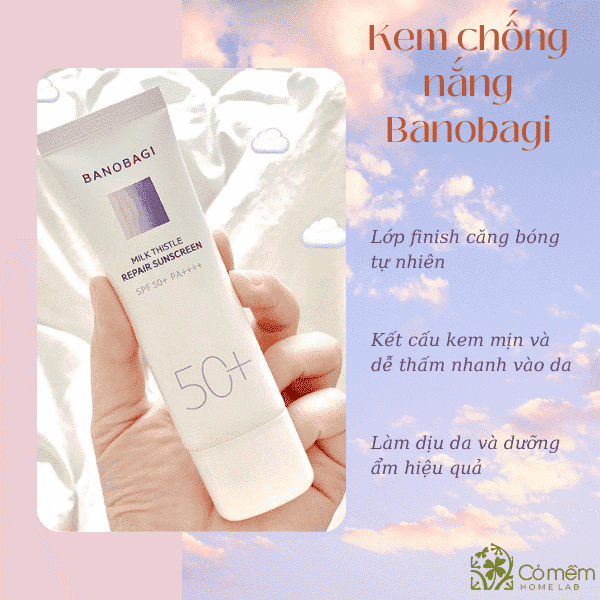 Kem chống
nắng
Banobagi
BANOBAGI
MILK THISTLE
REPAIR SUNSCREEN
SPF 50+ PA++++
50+
Lớp finish căng bóng
tự nhiên
Kết cấu kem mịn và
dễ thấm nhanh vào da
Làm dịu da và dưỡng
ẩm hiệu quả
Cỏ mềm
HOME LAB